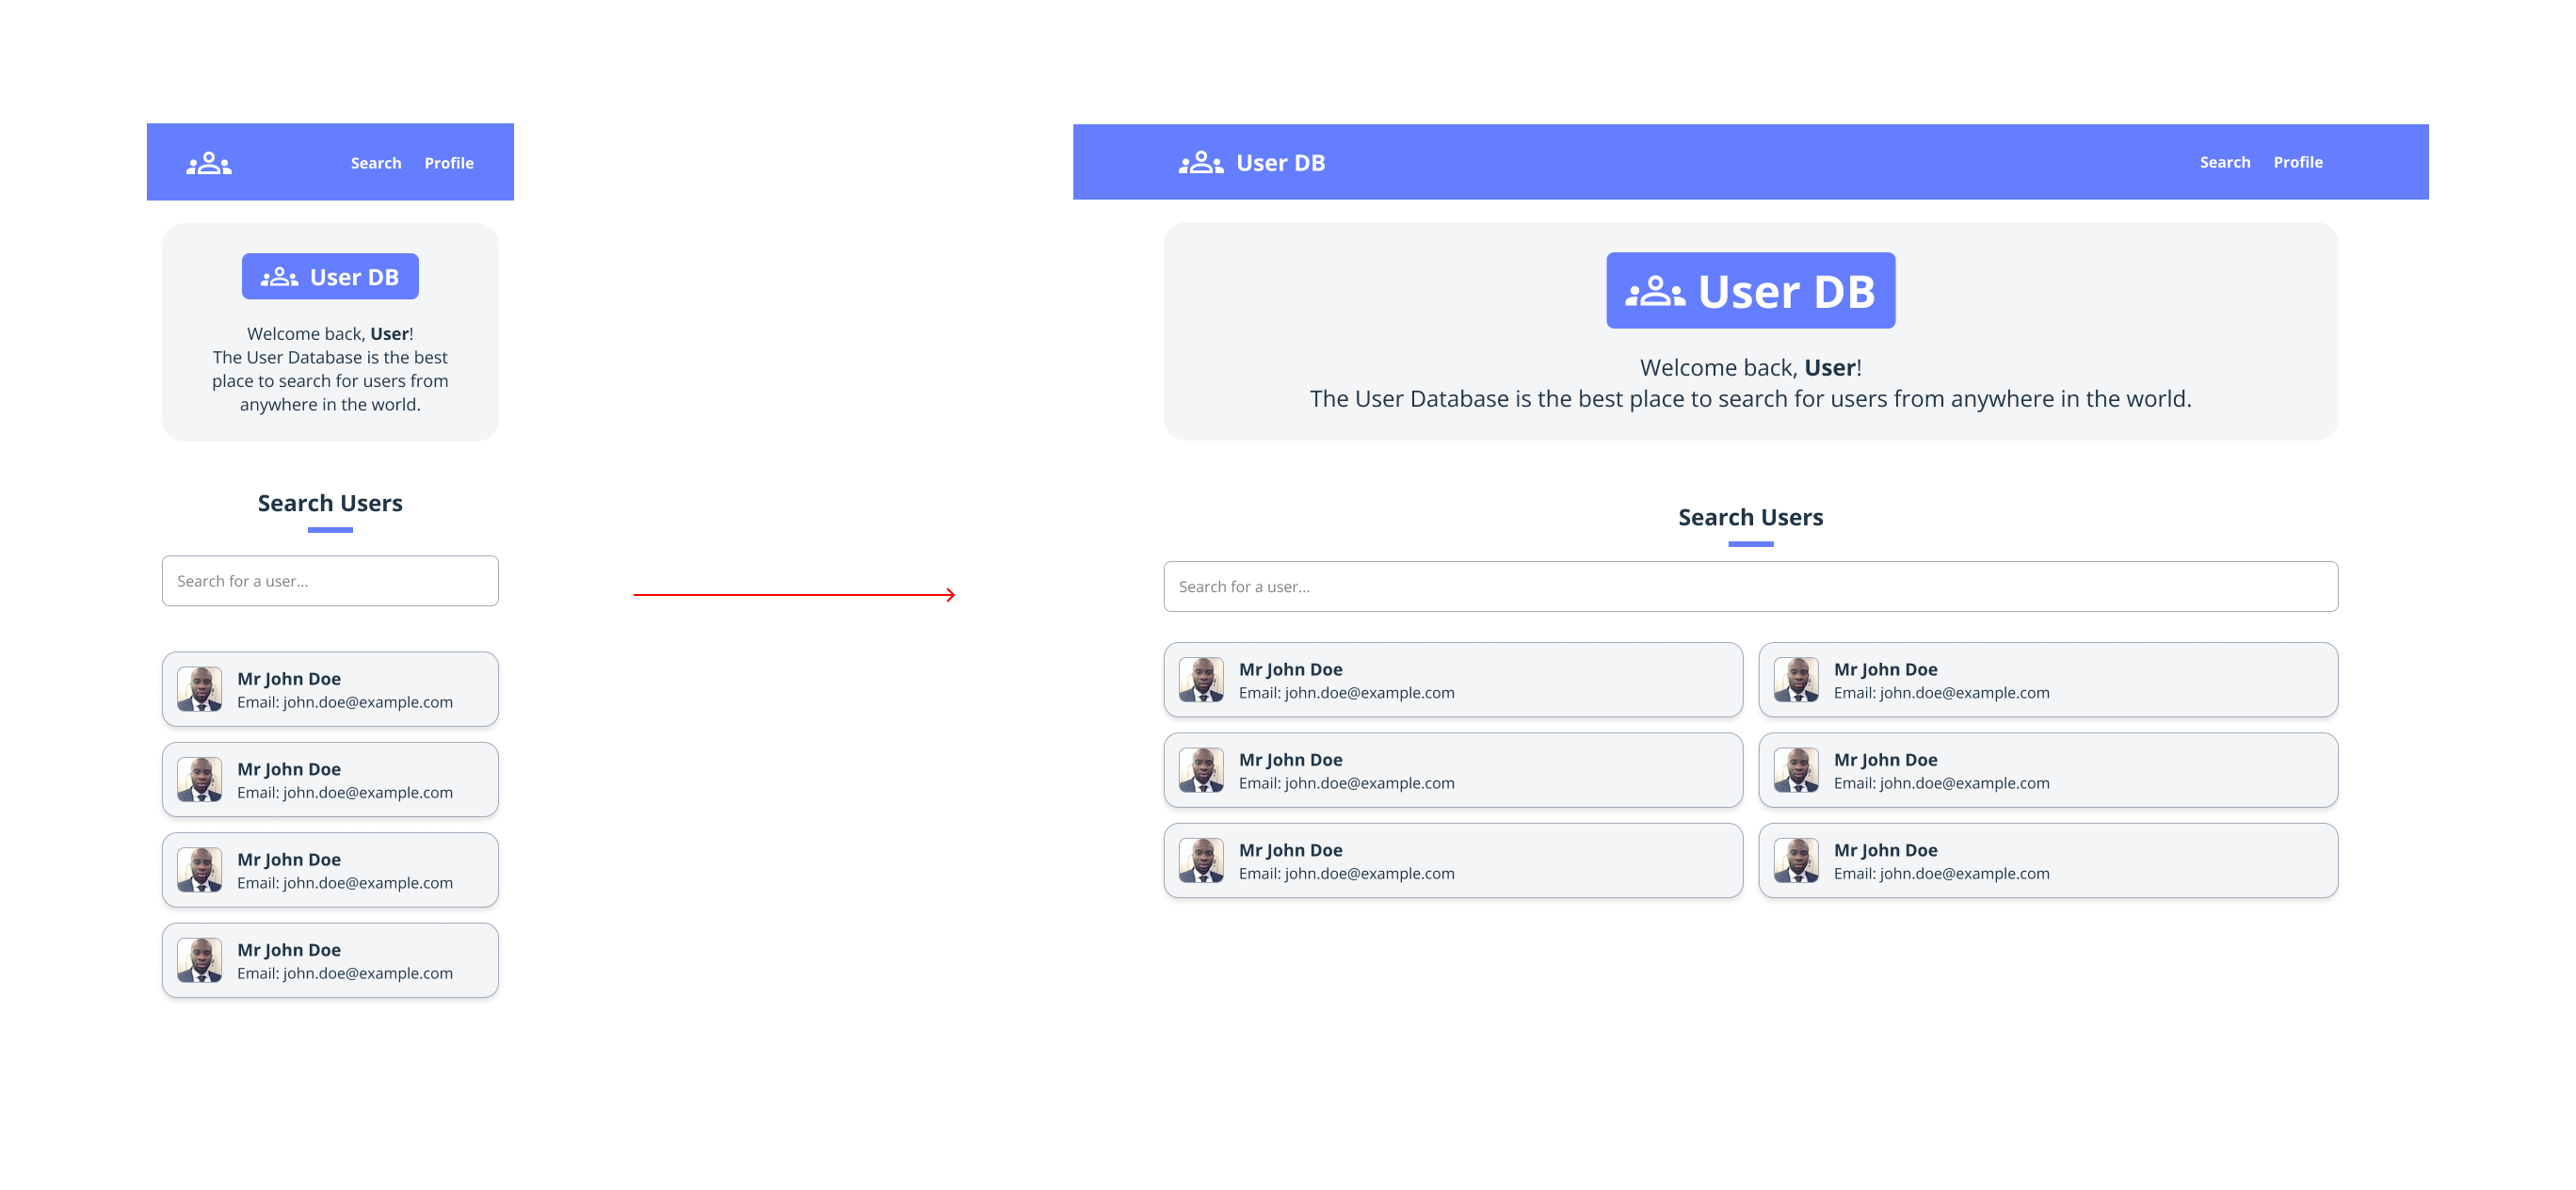 Search Profile
User DB
Welcome back, User!
The User Database is the best
place to search for users from
anywhere in the world.
Search Users
Search for a user...
Mr John Doe
Email: john.doe@example.com
Mr John Doe
Email: john.doe@example.com
Mr John Doe
Email: john.doe@example.com
Mr John Doe
Email: john.doe@example.com
User DB
Search Profile
User DB
Welcome back, User!
The User Database is the best place to search for users from anywhere in the world.
Search Users
Search for a user...
Mr John Doe
Email: john.doe@example.com
Mr John Doe
Email: john.doe@example.com
Mr John Doe
Email: john.doe@example.com
Mr John Doe
Email: john.doe@example.com
Mr John Doe
Email: john.doe@example.com
Mr John Doe
Email: john.doe@example.com